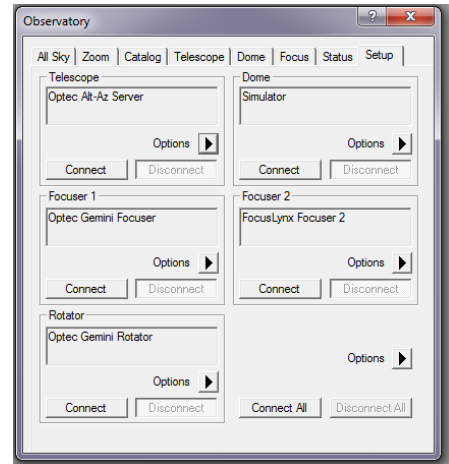 Observatory
?
All Sky Zoom Catalog Telescope Dome Focus Status Setup
Telescope
Optec Alt-Az Server
Options
Connect Disconnect
Dome
Simulator
Options
Connect Disconnect
Focuser 1
Optec Gemini Focuser
Options
Connect Disconnect
Focuser 2
FocusLynx Focuser 2
Options
Connect Disconnect
Rotator
Optec Gemini Rotator
Options
Connect Disconnect
Options
Connect All Disconnect All